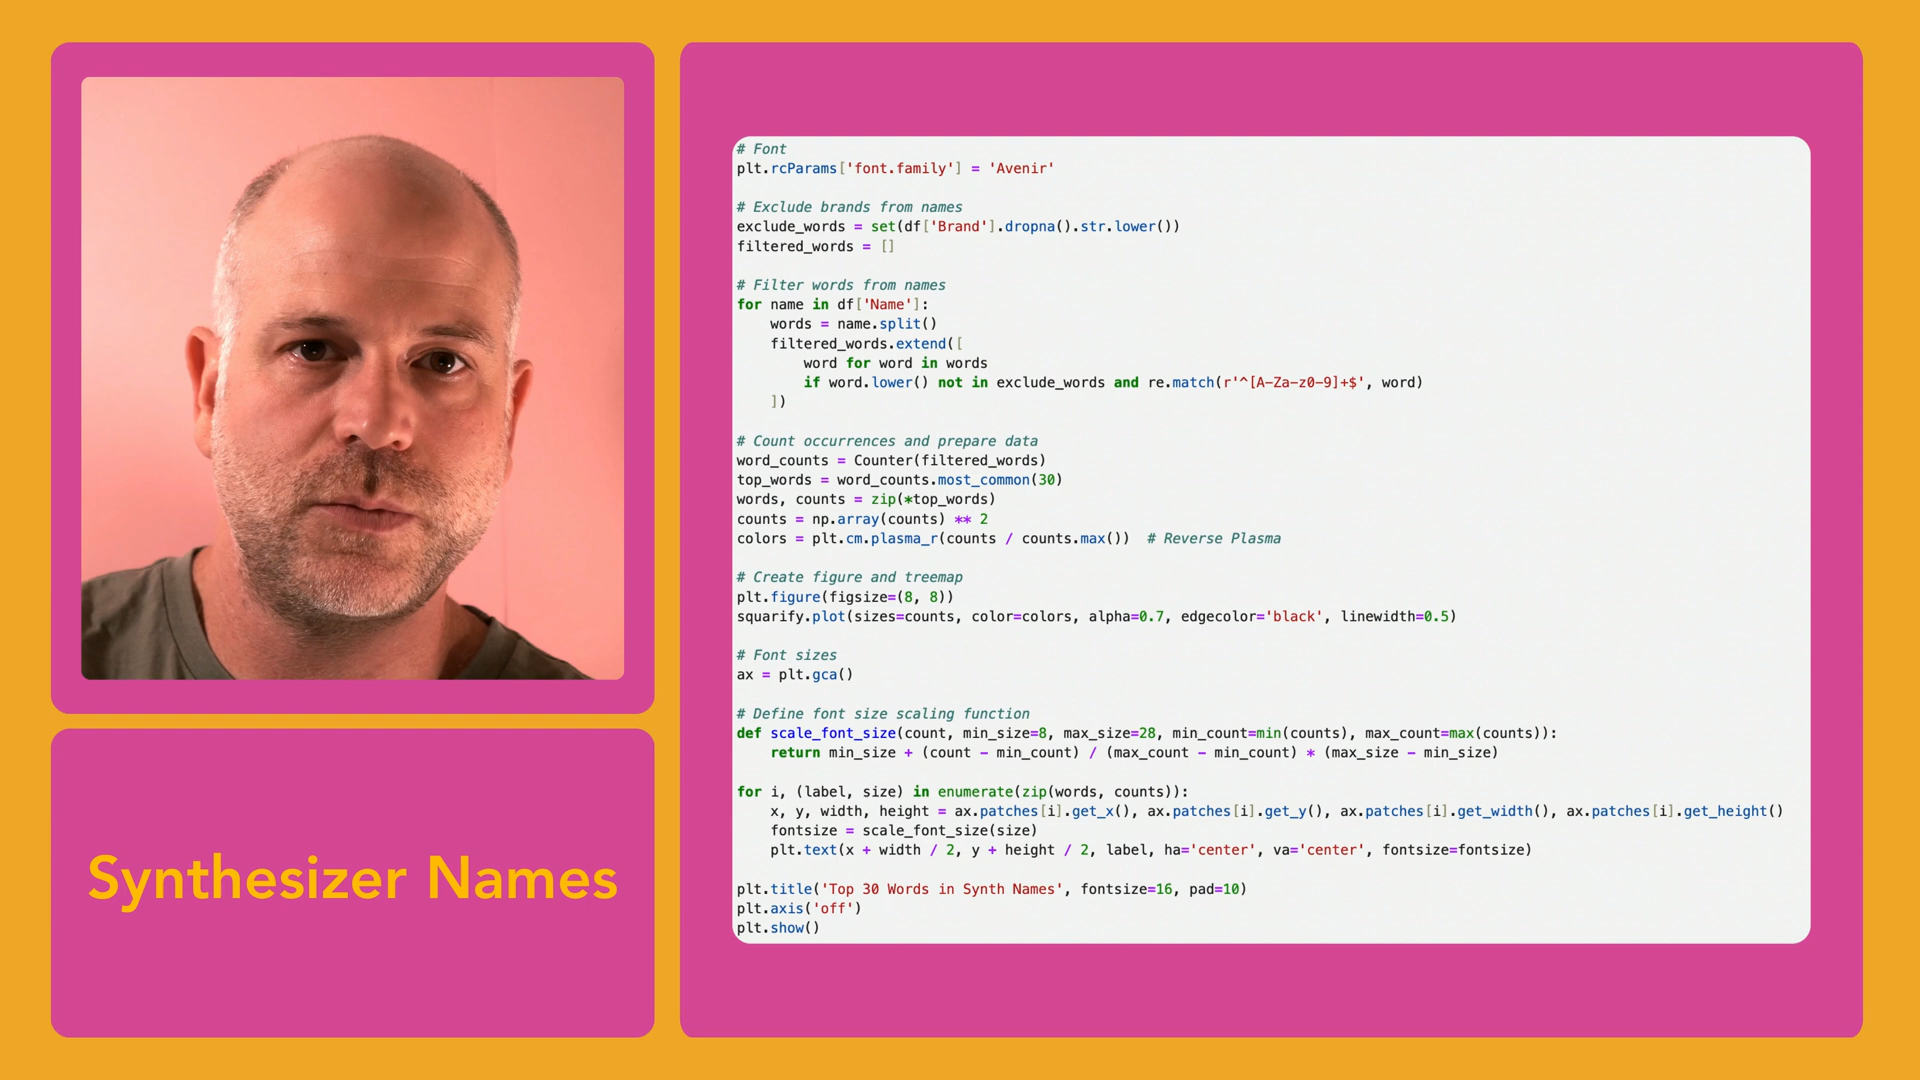 Synthesizer Names
# Font
plt.rcParams['font.family'] = 'Avenir'
# Exclude brands from names
exclude_words = set(df['Brand'].dropna().str.lower())
filtered_words = []
# Filter words from names
for name in df['Name']:
    words = name.split()
    filtered_words.extend([
        word for word in words
        if word.lower() not in exclude_words and re.match(r'^[A-Za-z0-9]+$', word)
    ])
# Count occurrences and prepare data
word_counts = Counter(filtered_words)
top_words = word_counts.most_common(30)
words, counts = zip(*top_words)
counts = np.array(counts) ** 2
colors = plt.cm.plasma_r(counts / counts.max())  # Reverse Plasma
# Create figure and treemap
plt.figure(figsize=(8, 8))
squarify.plot(sizes=counts, color=colors, alpha=0.7, edgecolor='black', linewidth=0.5)
# Font sizes
ax = plt.gca()
# Define font size scaling function
def scale_font_size(count, min_size=8, max_size=28, min_count=min(counts), max_count=max(counts)):
    return min_size + (count - min_count) / (max_count - min_count) * (max_size - min_size)
for i, (label, size) in enumerate(zip(words, counts)):
    x, y, width, height = ax.patches[i].get_x(), ax.patches[i].get_y(), ax.patches[i].get_width(), ax.patches[i].get_height()
    fontsize = scale_font_size(size)
    plt.text(x + width / 2, y + height / 2, label, ha='center', va='center', fontsize=fontsize)
plt.title('Top 30 Words in Synth Names', fontsize=16, pad=10)
plt.axis('off')
plt.show()